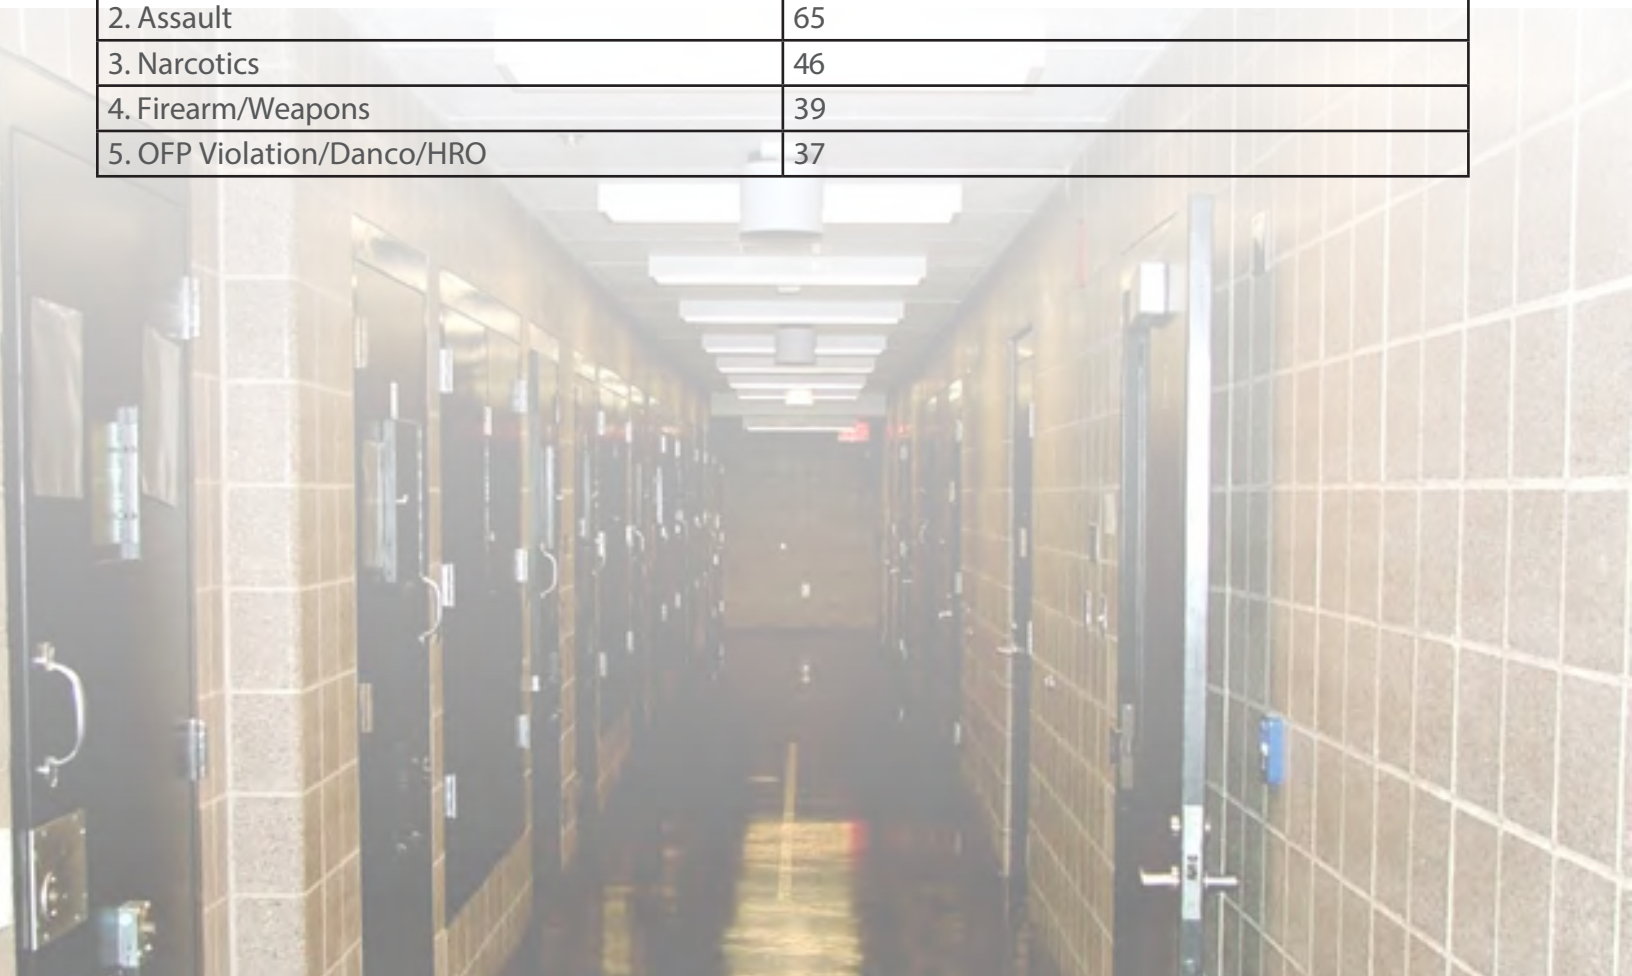 2. Assault 65
3. Narcotics 46
4. Firearm/Weapons 39
5. OFP Violation/Danco/HRO 37